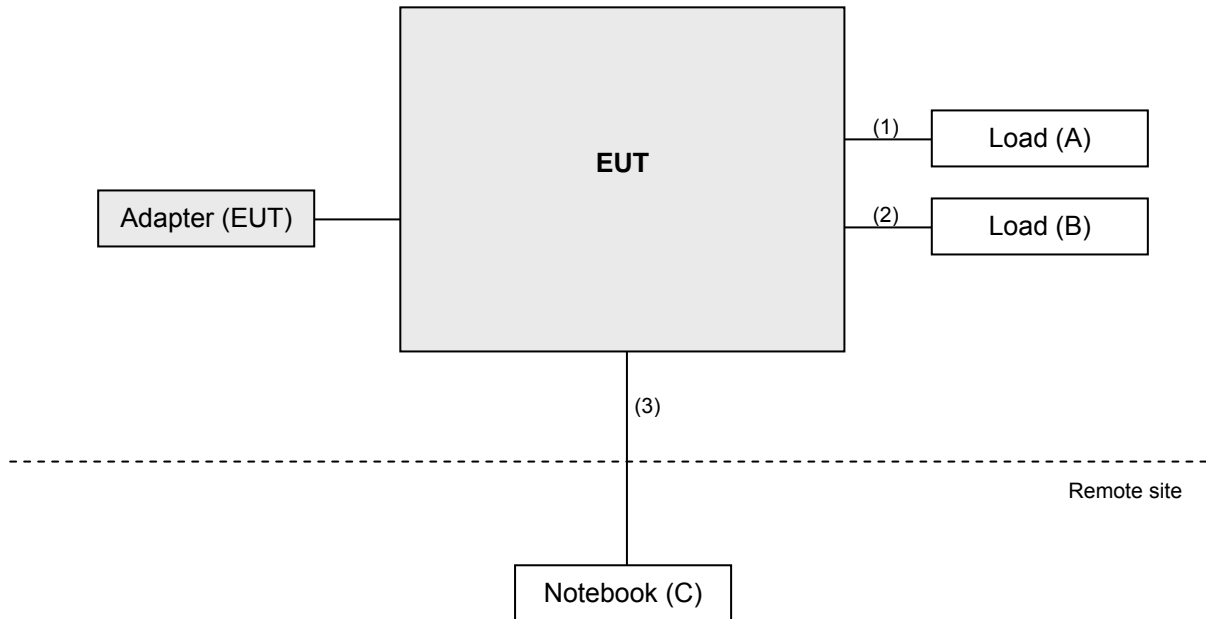 (1)
Load (A)
EUT
Adapter (EUT)
(2)
Load (B)
(3)
Remote site
Notebook (C)